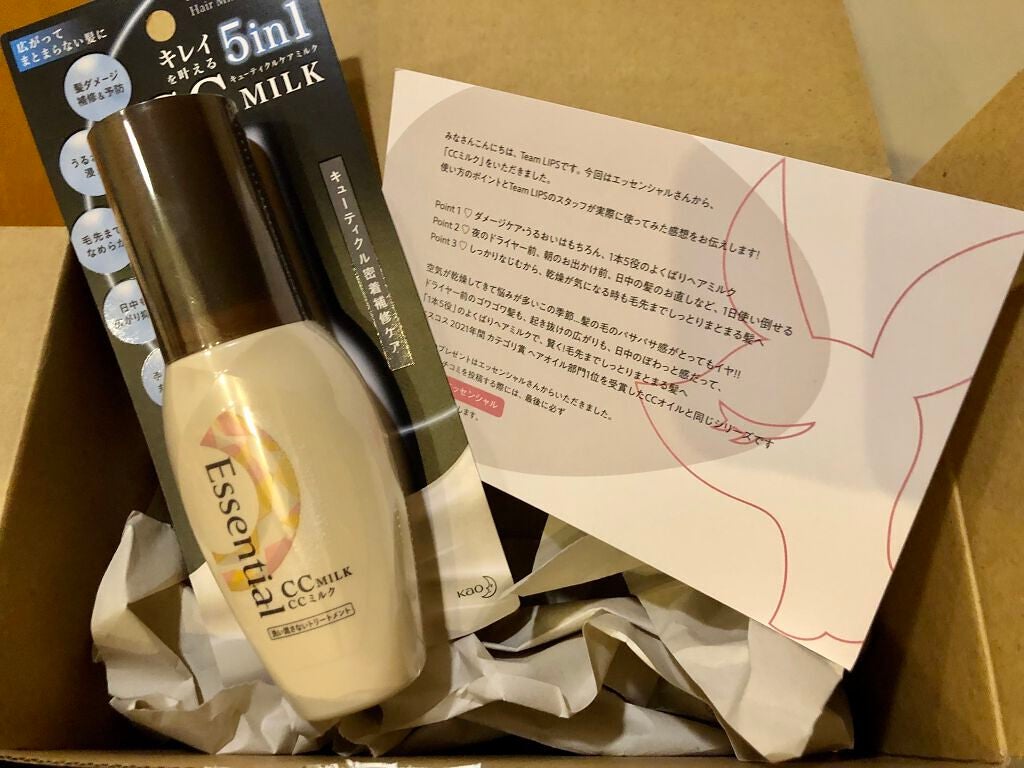 Hair
広がって
まとまらない髪に
キレイ
を叶える
5in1
キューティクルケアミルク
MILK
髪ダメージ
補修&予防
毛先まで
キューティクル密着補修ケア
Kao
Essential
CC MILK
CCミルク
洗い流さないトリートメント
みなさんこんにちは、Team LIPSです。今回はエッセンシャルさんから、
「CCミルク」をいただきました。
使い方のポイントとTeam LIPSのスタッフが実際に使ってみた感想をお伝えします!
Point 1 ♡ ダメージケア・うるおいはもちろん、1本5役のよくばりヘアミルク
Point 2 ♡ 夜のドライヤー前、朝のお出かけ前、日中の髪のお直しなど、1日使い倒せる
Point 3 ♡ しっかりなじむから、乾燥が気になる時も毛先までしっとりまとまる髪へ
空気が乾燥してきて悩みが多いこの季節…髪の毛のパサパサ感がとってもイヤ!!
ドライヤー前のゴワゴワ髪も、起き抜けの広がりも、日中のぽわっと感だって、
「1本5役」のよくばりヘアミルクで、賢く!毛先までしっとりまとまる髪へ
スコス 2021年間 カテゴリ賞 ヘアオイル部門1位を受賞したCCオイルと同じシリーズです
プレゼントはエッセンシャルさんからいただきました。
チコミを投稿する際には、最後に必ず
ッセンシャル
します。